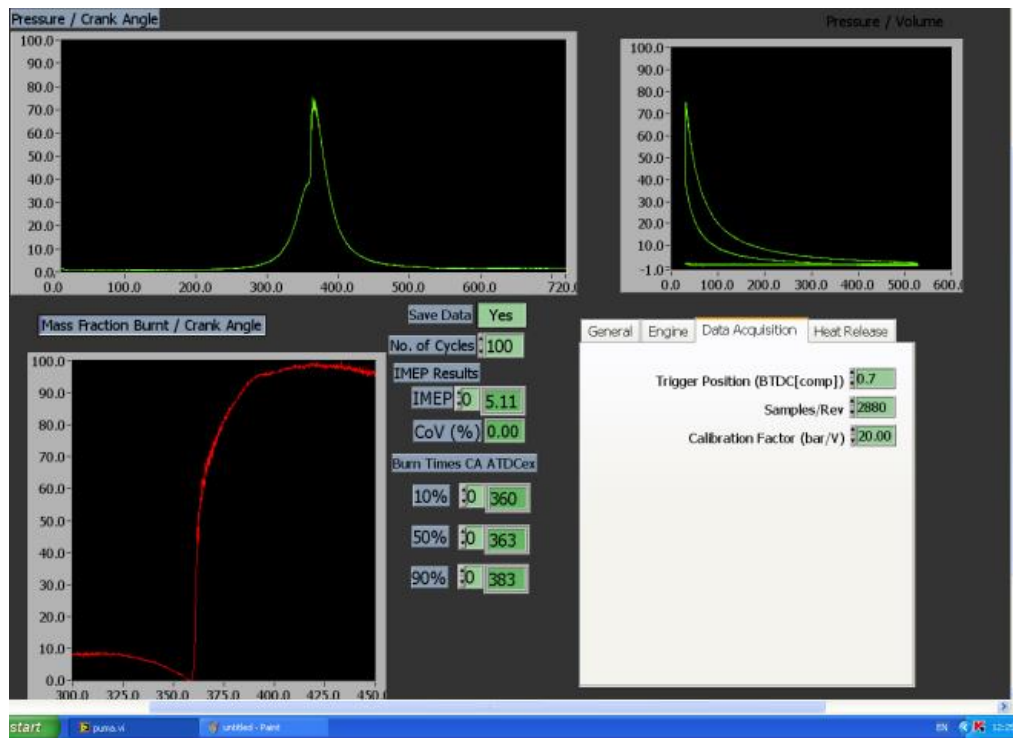 Pressure / Crank Angle
100.0
90.0
80.0
70.0
60.0
50.0
40.0
30.0
20.0
10.0
0.0
0.0 100.0 200.0 300.0 400.0 500.0 600.0 720.
Pressure / Volume
100.0
90.0
80.0
70.0
60.0
50.0
40.0
30.0
20.0
10.0
-1.0
0.0 100.0 200.0 300.0 400.0 500.0 600.
Mass Fraction Burnt / Crank Angle
100.0
90.0
80.0
70.0
60.0
50.0
40.0
30.0
20.0
10.0
0.0
300.0 325.0 350.0 375.0 400.0 425.0 450.
Save Data Yes
No. of Cycles 100
IMEP Results
IMEP 0 5.11
CoV (%) 0.00
Burn Times CA ATDCex
10% 0 360
50% 0 363
90% 0 383
General Engine Data Acquisition Heat Release
Trigger Position (BTDC[comp]) 0.7
Samples/Rev 2880
Calibration Factor (bar/V) 20.00
start puma.vi untitled - Paint EN 12:25